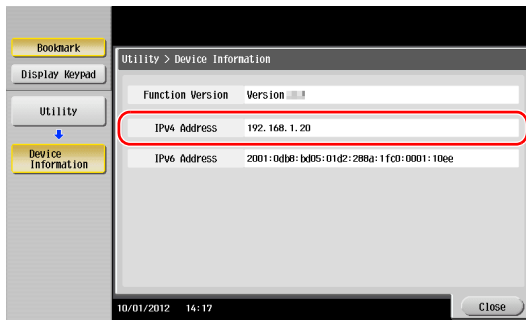 Bookmark
Display Keypad
Utility
Device
Information
Utility > Device Information
Function Version Version
IPv4 Address 192.168.1.20
IPv6 Address 2001:0db8:bd05:01d2:288a:1fc0:0001:10ee
10/01/2012 14:17
Close